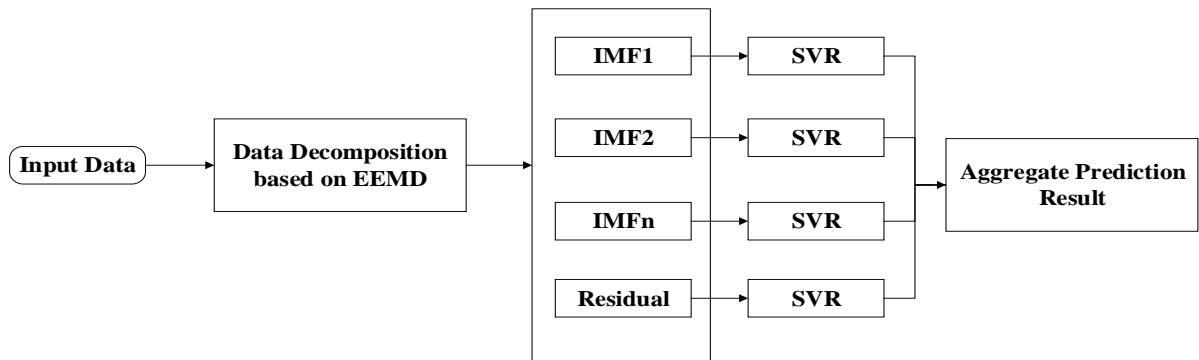 Input Data
Data Decomposition
based on EEMD
IMF1
SVR
IMF2
SVR
IMFn
SVR
Residual
SVR
Aggregate Prediction
Result